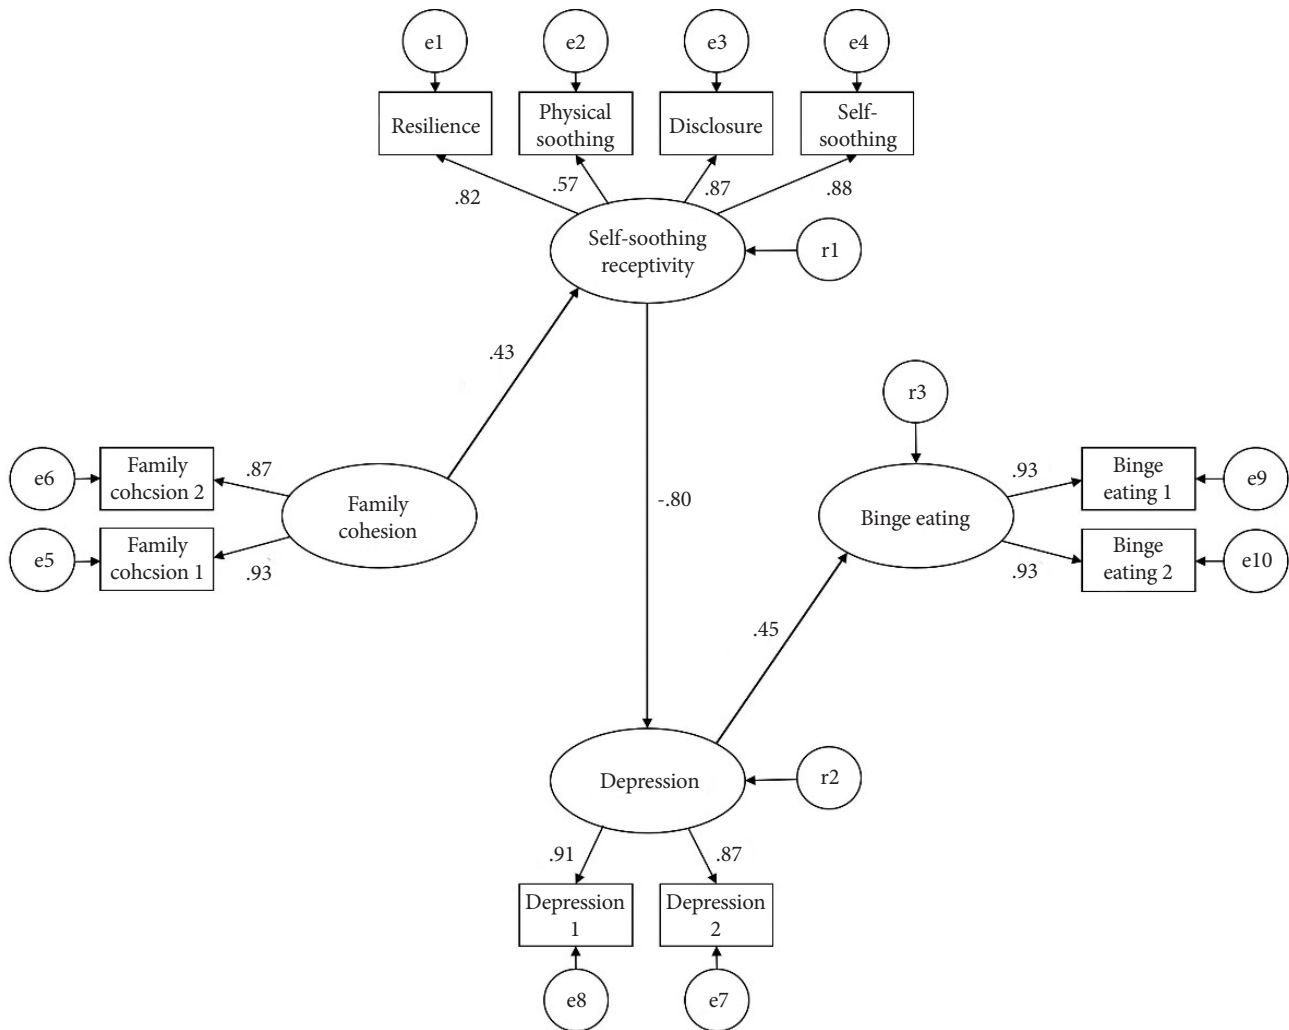 e1
e2
e3
e4
Resilience
Physical
soothing
Disclosure
Self-
soothing
.82
.57
.87
.88
Self-soothing
receptivity
r1
.43
r3
e6
Family
cohcsion 2
.87
Family
cohesion
-.80
Binge eating
.93
Binge
eating 1
e9
e5
Family
cohcsion 1
.93
.93
Binge
eating 2
e10
.45
Depression
r2
.91
.87
Depression
1
Depression
2
e8
e7